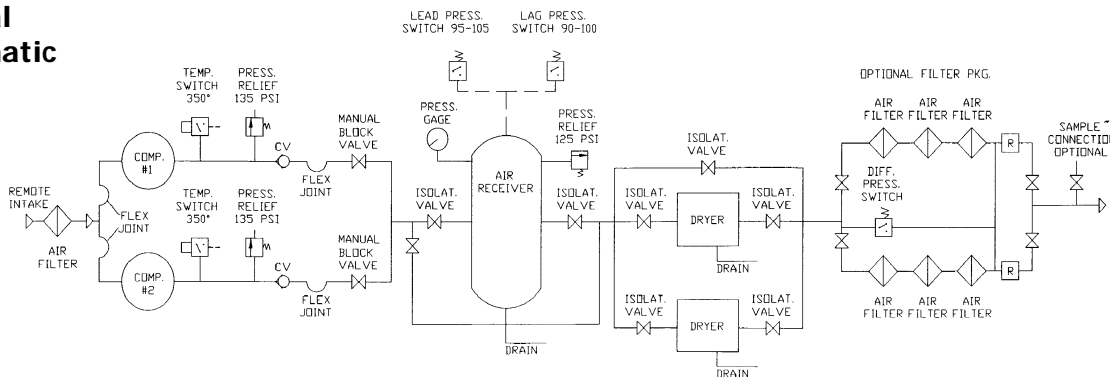 al
natic
LEAD PRESS.
SWITCH 95-105
LAG PRESS.
SWITCH 90-100
TEMP.
SWITCH
350°
PRESS.
RELIEF
135 PSI
MANUAL
BLOCK
VALVE
CV
FLEX
JOINT
COMP.
#1
REMOTE
INTAKE
FLEX
JOINT
AIR
FILTER
TEMP.
SWITCH
350°
PRESS.
RELIEF
135 PSI
MANUAL
BLOCK
VALVE
CV
FLEX
JOINT
COMP.
#2
PRESS.
GAGE
PRESS.
RELIEF
125 PSI
AIR
RECEIVER
ISOLAT.
VALVE
ISOLAT.
VALVE
DRAIN
ISOLAT.
VALVE
ISOLAT.
VALVE
DRYER
ISOLAT.
VALVE
DRAIN
ISOLAT.
VALVE
DRYER
ISOLAT.
VALVE
DRAIN
OPTIONAL FILTER PKG.
AIR
FILTER
AIR
FILTER
AIR
FILTER
R
DIFF.
PRESS.
SWITCH
AIR
FILTER
AIR
FILTER
AIR
FILTER
R
SAMPLE
CONNECTION
OPTIONAL